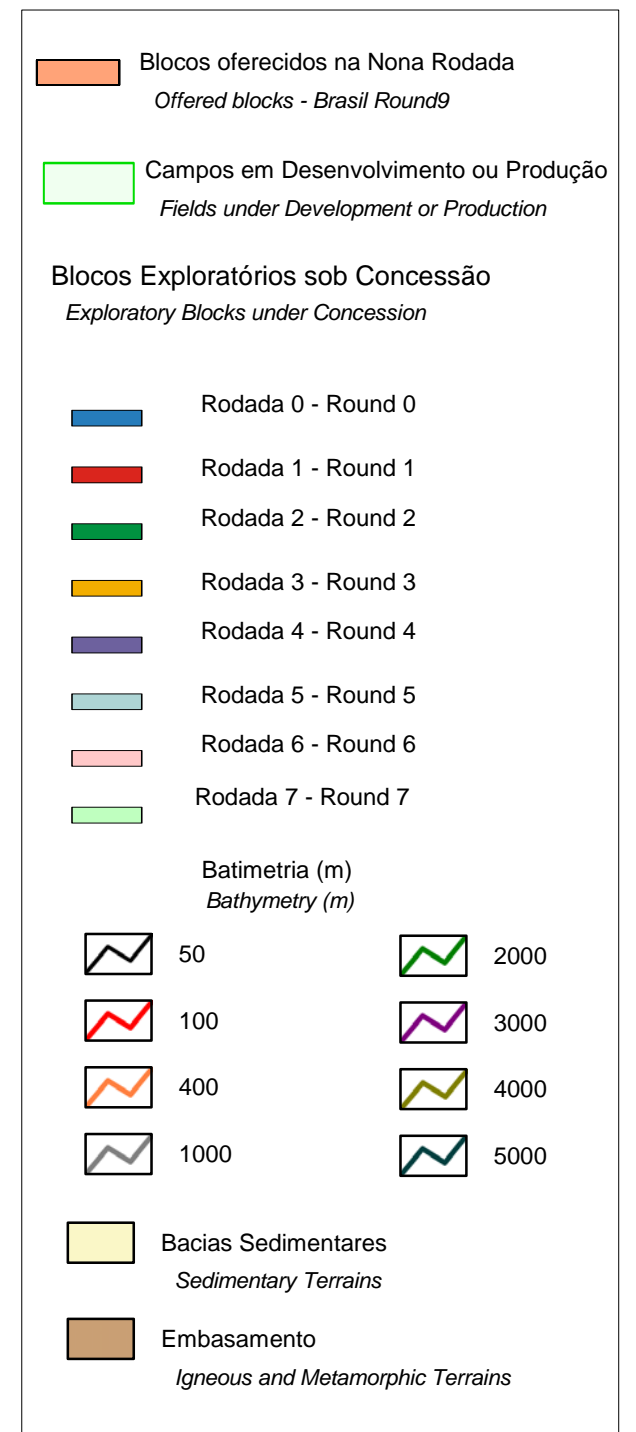 Blocos oferecidos na Nona Rodada
Offered blocks - Brasil Round9
Campos em Desenvolvimento ou Produção
Fields under Development or Production
Blocos Exploratórios sob Concessão
Exploratory Blocks under Concession
Rodada 0 - Round 0
Rodada 1 - Round 1
Rodada 2 - Round 2
Rodada 3 - Round 3
Rodada 4 - Round 4
Rodada 5 - Round 5
Rodada 6 - Round 6
Rodada 7 - Round 7
Batimetria (m)
Bathymetry (m)
50 2000
100 3000
400 4000
1000 5000
Bacias Sedimentares
Sedimentary Terrains
Embasamento
Igneous and Metamorphic Terrains